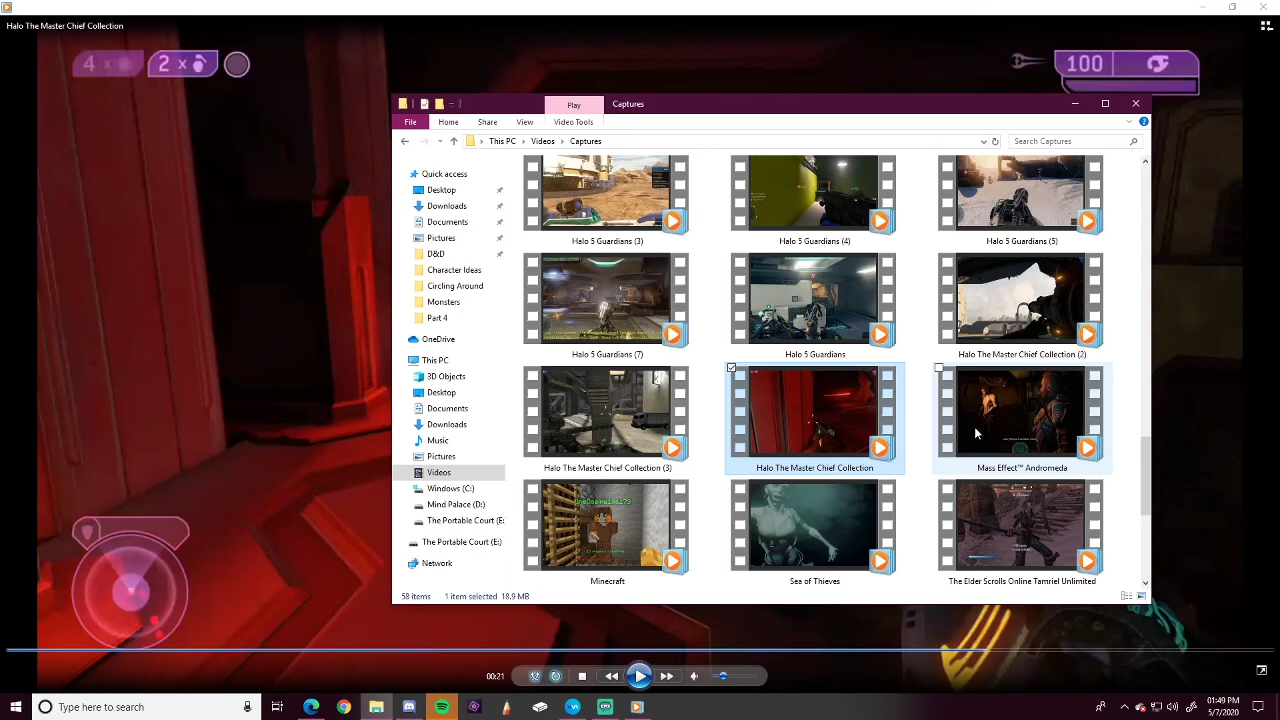 Halo The Master Chief Collection
4 x
2 x
100
Captures
Play
File
Home
Share
View
Video Tools
This PC
Videos
Captures
Search Captures
Quick access
Desktop
Downloads
Documents
Pictures
D&D
Character Ideas
Circling Around
Monsters
Part 4
OneDrive
This PC
3D Objects
Desktop
Documents
Downloads
Music
Pictures
Videos
Windows (C:)
Mind Palace (D:)
The Portable Court (E:
The Portable Court (E:)
Network
Halo 5 Guardians (3)
Halo 5 Guardians (4)
Halo 5 Guardians (5)
Halo 5 Guardians (7)
Halo 5 Guardians
Halo The Master Chief Collection (2)
Halo The Master Chief Collection (3)
Halo The Master Chief Collection
Mass Effect™ Andromeda
Minecraft
Sea of Thieves
The Elder Scrolls Online Tamriel Unlimited
58 items
1 item selected 18.9 MB
00:21
Type here to search
01:49 PM
5/7/2020